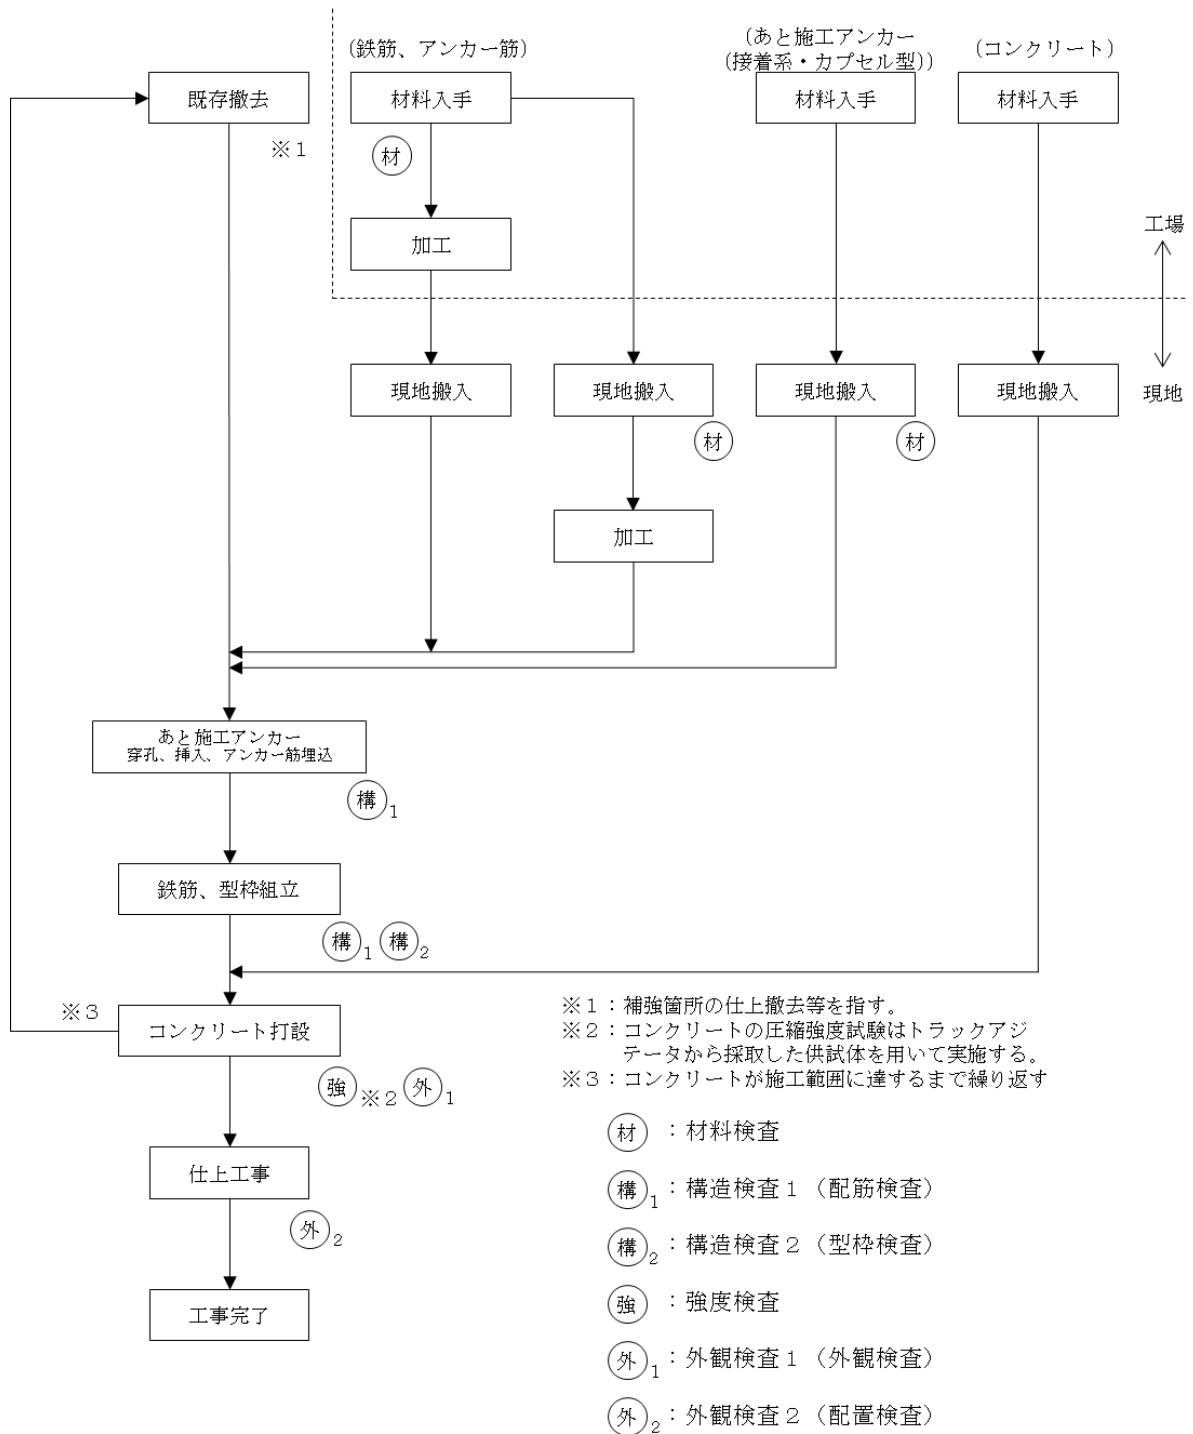 (鉄筋、アンカー筋)
(あと施工アンカー
(接着系・カプセル型))
(コンクリート)
既存撤去
材料入手
材料入手
材料入手
※1
材
加工
工場
現地
現地搬入
現地搬入
現地搬入
現地搬入
材
材
加工
あと施工アンカー
穿孔、挿入、アンカー筋埋込
構1
鉄筋、型枠組立
構1 構2
※3
コンクリート打設
強※2 外1
仕上工事
外2
工事完了
※1:補強箇所の仕上撤去等を指す。
※2:コンクリートの圧縮強度試験はトラックアジ
テータから採取した供試体を用いて実施する。
※3:コンクリートが施工範囲に達するまで繰り返す
材 :材料検査
構1:構造検査1(配筋検査)
構2:構造検査2(型枠検査)
強 :強度検査
外1:外観検査1(外観検査)
外2:外観検査2(配置検査)